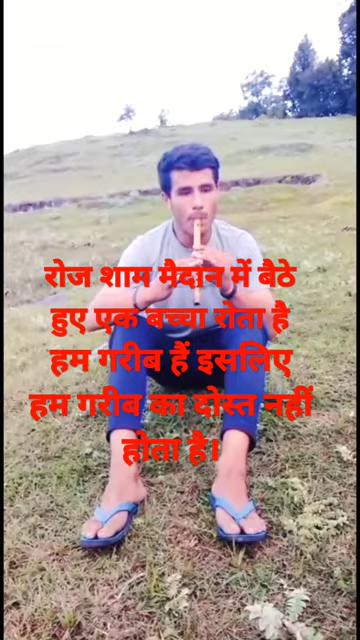 रोज शाम मैदान में बैठे
हुए एक बच्चा रोता है
हम गरीब हैं इसलिए
हम गरीब का दोस्त नहीं
होता है।